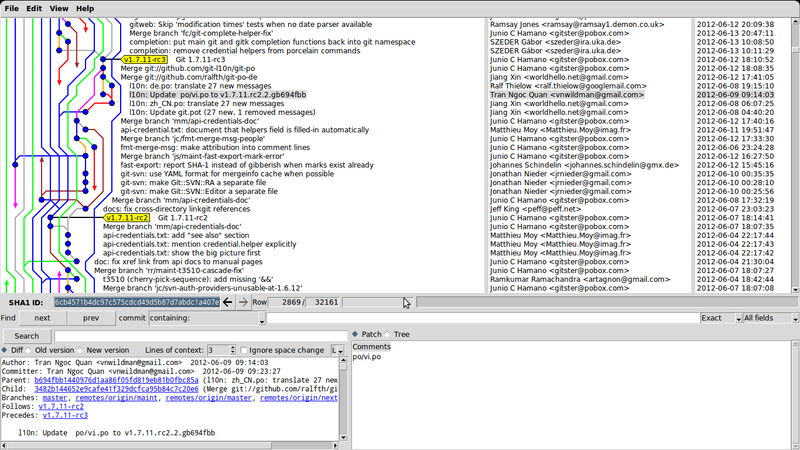 File Edit View Help
gitweb: Skip 'modification times' tests when no date parser available Ramsay Jones <ramsay@ramsay1.demon.co.uk> 2012-06-12 20:09:38
Merge branch 'fc/git-complete-helper-fix' Junio C Hamano <gitster@pobox.com> 2012-06-13 20:47:11
completion: put main git and gitk completion functions back into git namespace SZEDER Gábor <szeder@ira.uka.de> 2012-06-13 10:08:50
completion: remove credential helpers from porcelain commands SZEDER Gábor <szeder@ira.uka.de> 2012-06-13 10:11:29
v1.7.11-rc3 Git 1.7.11-rc3 Junio C Hamano <gitster@pobox.com> 2012-06-12 18:10:52
Merge git://github.com/git-l10n/git-po Junio C Hamano <gitster@pobox.com> 2012-06-12 18:08:35
Merge git://github.com/ralfth/git-po-de Jiang Xin <worldhello.net@gmail.com> 2012-06-12 17:41:05
l10n: de.po: translate 27 new messages Ralf Thielow <ralf.thielow@googlemail.com> 2012-06-08 19:15:10
l10n: Update po/vi.po to v1.7.11.rc2.2.gb694fbb Tran Ngoc Quan <vnwildman@gmail.com> 2012-06-09 09:14:03
l10n: zh_CN.po: translate 27 new messages Jiang Xin <worldhello.net@gmail.com> 2012-06-08 06:07:25
l10n: Update git.pot (27 new, 1 removed messages) Jiang Xin <worldhello.net@gmail.com> 2012-06-08 04:40:20
Merge branch 'mm/api-credentials-doc' Junio C Hamano <gitster@pobox.com> 2012-06-12 17:40:16
api-credential.txt: document that helpers field is filled-in automatically Matthieu Moy <Matthieu.Moy@imag.fr> 2012-06-11 19:51:47
Merge branch 'jc/fmt-merge-msg-people' Junio C Hamano <gitster@pobox.com> 2012-06-12 17:33:30
fmt-merge-msg: make attribution into comment lines Junio C Hamano <gitster@pobox.com> 2012-06-06 23:24:28
Merge branch 'js/maint-fast-export-mark-error' Junio C Hamano <gitster@pobox.com> 2012-06-12 16:27:50
fast-export: report SHA-1 instead of gibberish when marks exist already Johannes Schindelin <johannes.schindelin@gmx.de> 2012-06-12 15:45:16
git-svn: use YAML format for mergeinfo cache when possible Jonathan Nieder <jrnieder@gmail.com> 2012-06-10 00:35:35
git-svn: make Git::SVN::RA a separate file Jonathan Nieder <jrnieder@gmail.com> 2012-06-10 00:28:10
git-svn: make Git::SVN::Editor a separate file Jonathan Nieder <jrnieder@gmail.com> 2012-06-10 00:25:56
Merge branch 'mm/api-credentials-doc' Junio C Hamano <gitster@pobox.com> 2012-06-08 17:32:19
docs: fix cross-directory linkgit references Jeff King <peff@peff.net> 2012-06-07 23:03:23
v1.7.11-rc2 Git 1.7.11-rc2 Junio C Hamano <gitster@pobox.com> 2012-06-07 18:14:41
Merge branch 'mm/api-credentials-doc' Junio C Hamano <gitster@pobox.com> 2012-06-07 18:07:35
api-credentials.txt: add "see also" section Matthieu Moy <Matthieu.Moy@imag.fr> 2012-06-04 22:17:44
api-credentials.txt: mention credential.helper explicitly Matthieu Moy <Matthieu.Moy@imag.fr> 2012-06-04 22:17:43
api-credentials.txt: show the big picture first Matthieu Moy <Matthieu.Moy@imag.fr> 2012-06-04 22:17:42
doc: fix xref link from api docs to manual pages Junio C Hamano <gitster@pobox.com> 2012-06-04 21:30:04
Merge branch 'rr/maint-t3510-cascade-fix' Junio C Hamano <gitster@pobox.com> 2012-06-07 18:07:27
t3510 (cherry-pick-sequence): add missing '&&' Ramkumar Ramachandra <artagnon@gmail.com> 2012-06-04 18:42:24
Merge branch 'jc/svn-auth-providers-unusable-at-1.6.12' Junio C Hamano <gitster@pobox.com> 2012-06-07 18:07:08
SHA1 ID: 6cb4571b4dc97c575cdcd49d5b87d7abdc1a407e Row 2869 / 32161
Find next prev commit containing: Exact All fields
Search Patch Tree
Diff Old version New version Lines of context: 3 Ignore space change
Comments
po/vi.po
Author: Tran Ngoc Quan <vnwildman@gmail.com> 2012-06-09 09:14:03
Committer: Tran Ngoc Quan <vnwildman@gmail.com> 2012-06-09 09:23:27
Parent: b694fbb1440976d1aa86f05fd819eb81b0fbc85a (l10n: zh_CN.po: translate 27 new
Child: 3482b144652e9cafe41f329dcfca95b84c7c20e6 (Merge git://github.com/ralfth/gi
Branches: master, remotes/origin/maint, remotes/origin/master, remotes/origin/next
Follows: v1.7.11-rc2
Precedes: v1.7.11-rc3
l10n: Update po/vi.po to v1.7.11.rc2.2.gb694fbb